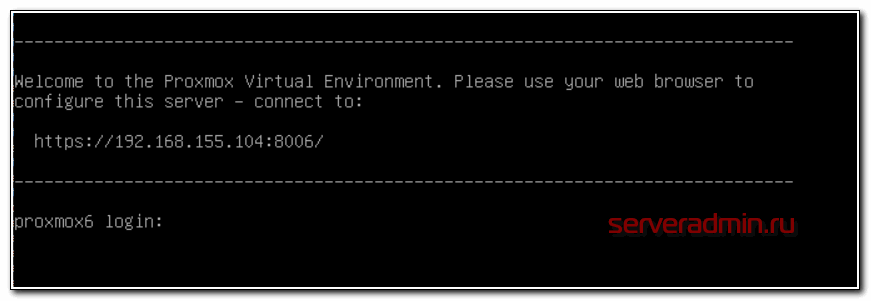 ------------------------------------------------------------------------------
Welcome to the Proxmox Virtual Environment. Please use your web browser to
configure this server - connect to:
https://192.168.155.104:8006/
------------------------------------------------------------------------------
proxmox6 login:
serveradmin.ru